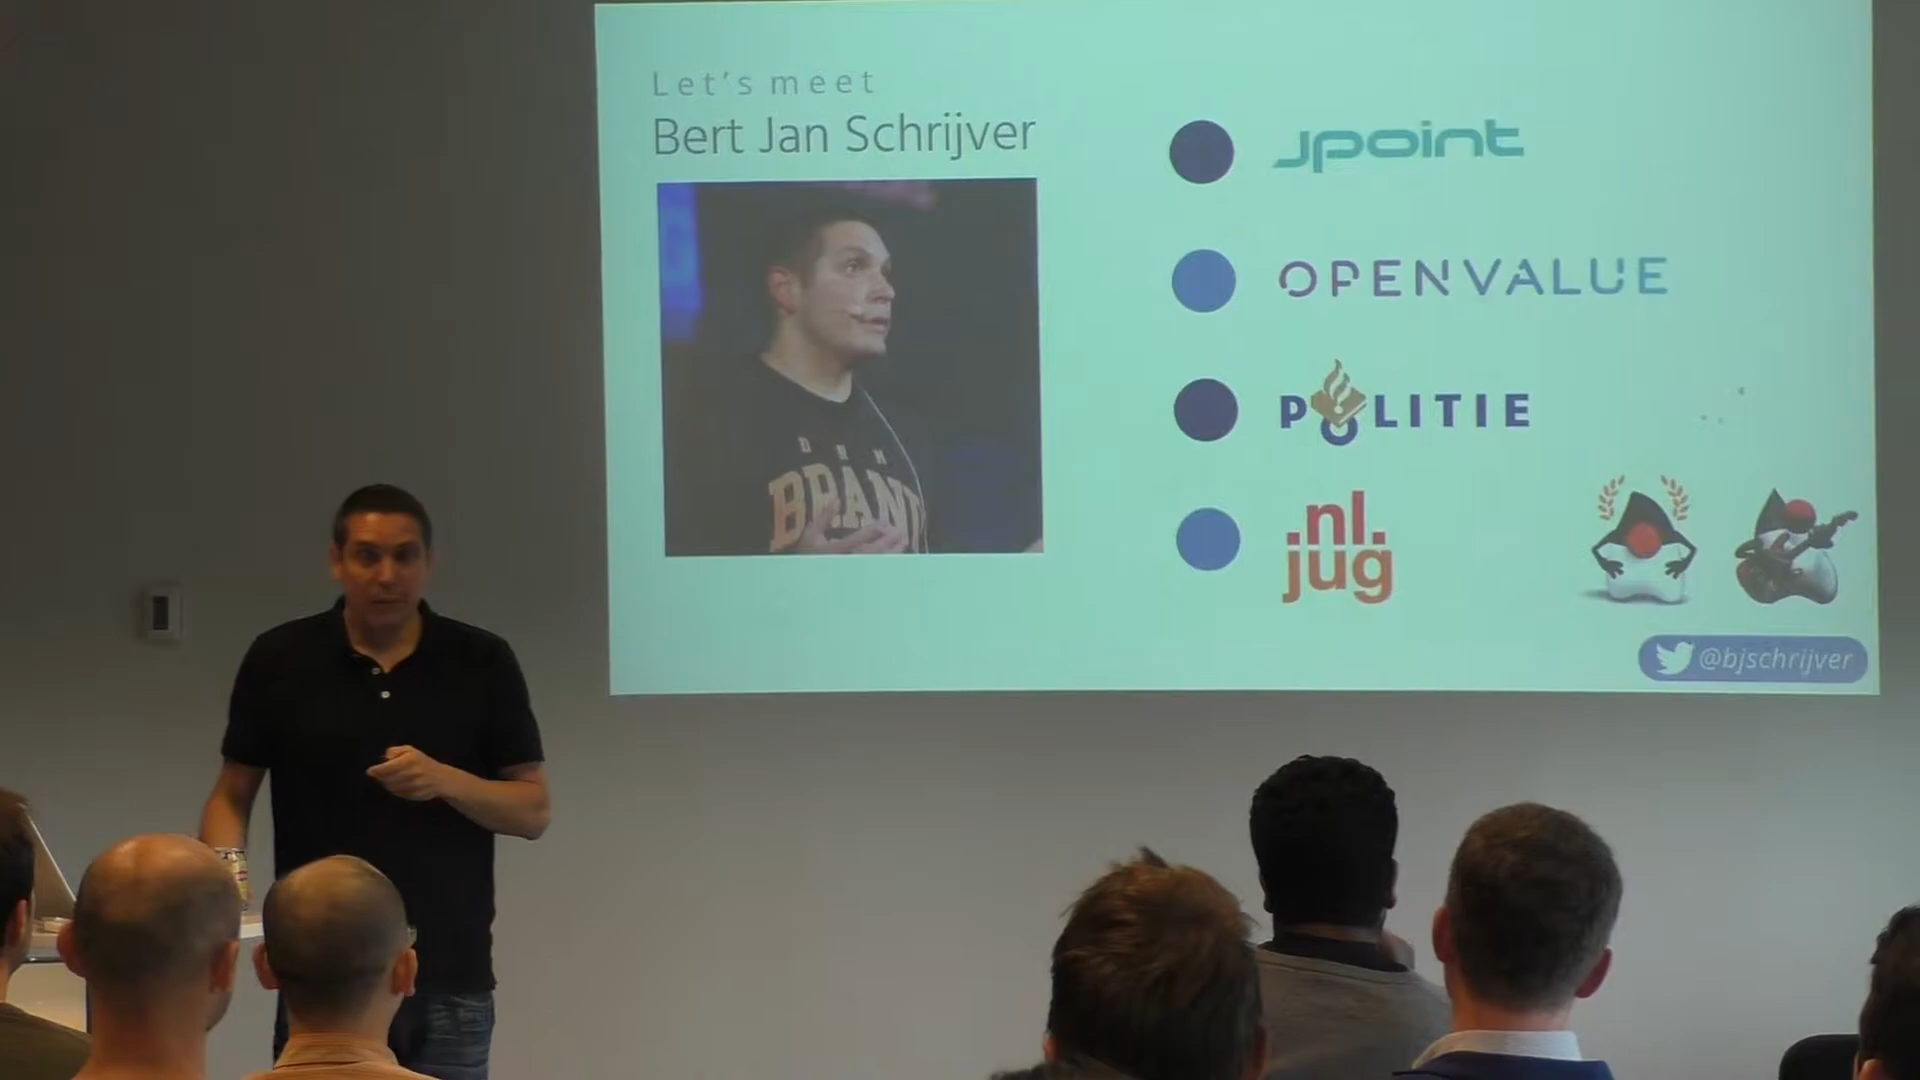 Let's meet
Bert Jan Schrijver
JPOINT
OPENVALUE
POLITIE
.nl.
jug
@bjschrijver